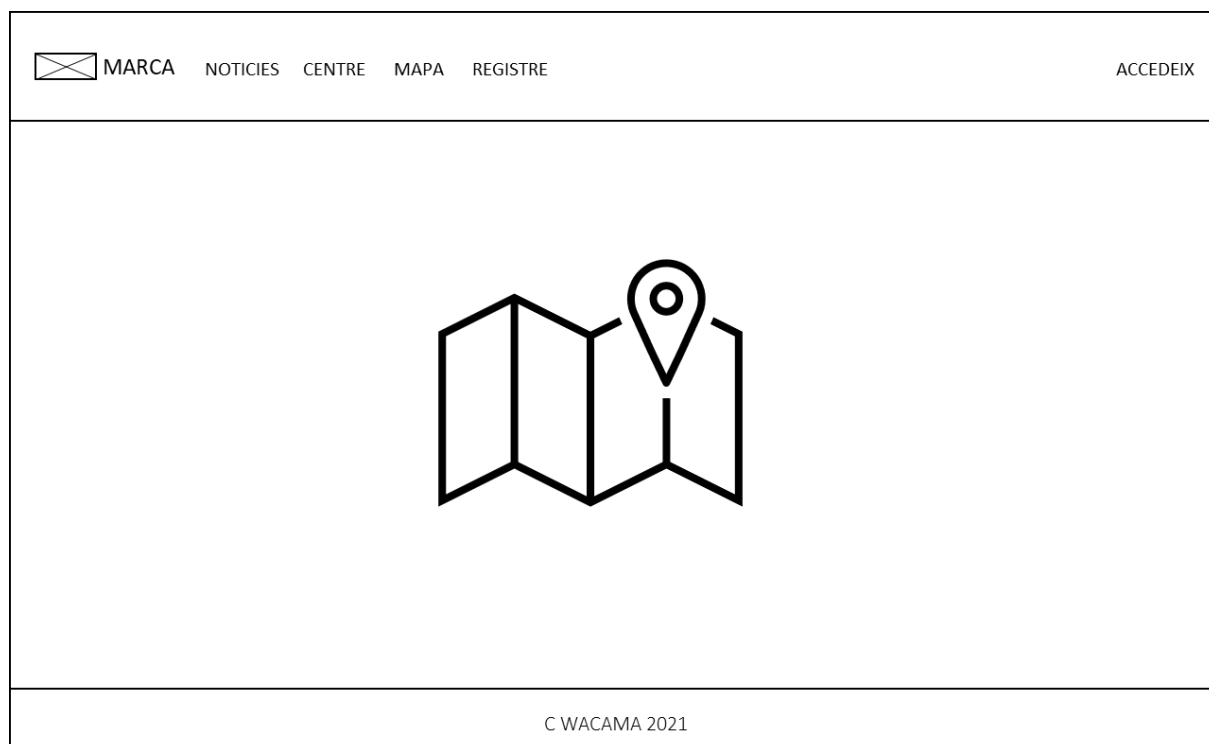 MARCA NOTICIES CENTRE MAPA REGISTRE ACCEDEIX
C WACAMA 2021